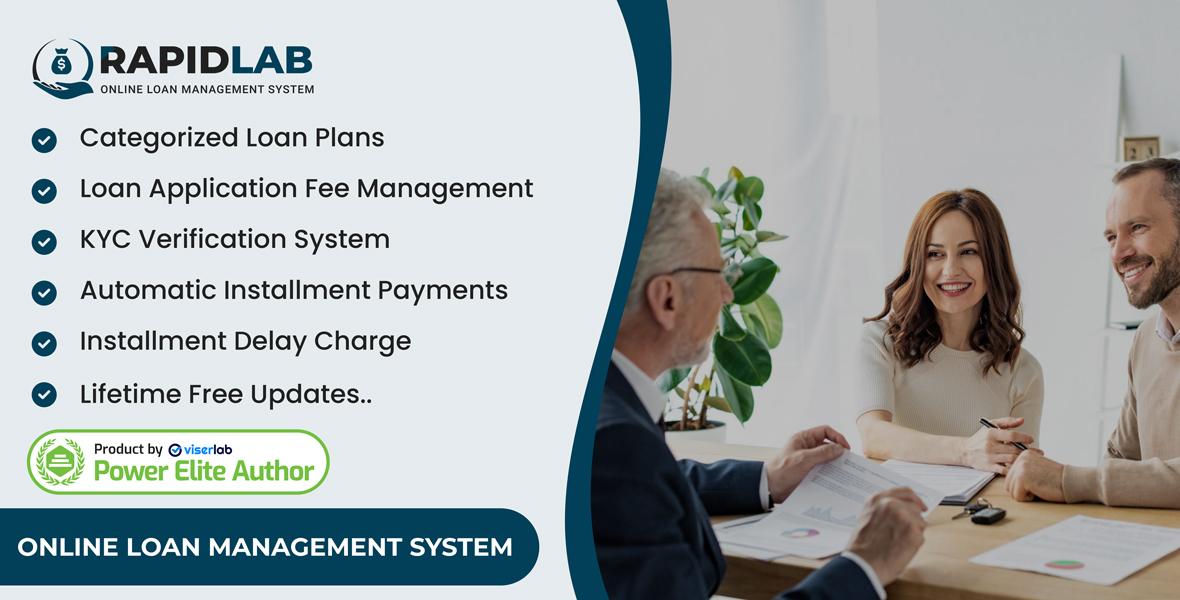 RAPIDLAB
ONLINE LOAN MANAGEMENT SYSTEM
Categorized Loan Plans
Loan Application Fee Management
KYC Verification System
Automatic Installment Payments
Installment Delay Charge
Lifetime Free Updates..
Product by viserlab
Power Elite Author
ONLINE LOAN MANAGEMENT SYSTEM